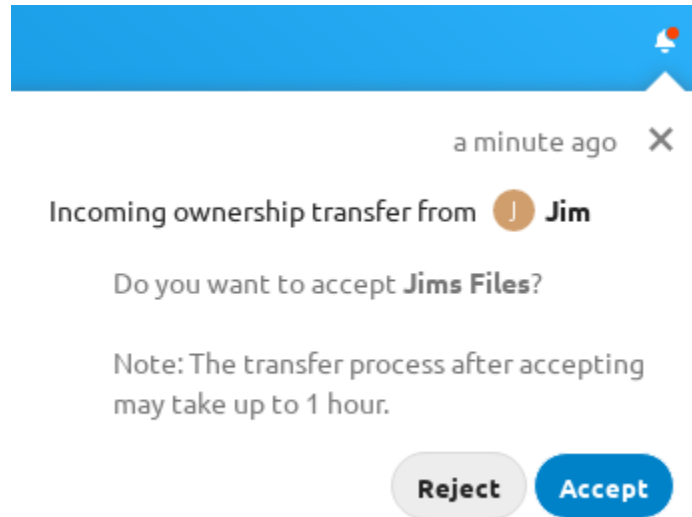 a minute ago
Incoming ownership transfer from J Jim
Do you want to accept Jims Files?
Note: The transfer process after accepting
may take up to 1 hour.
Reject Accept